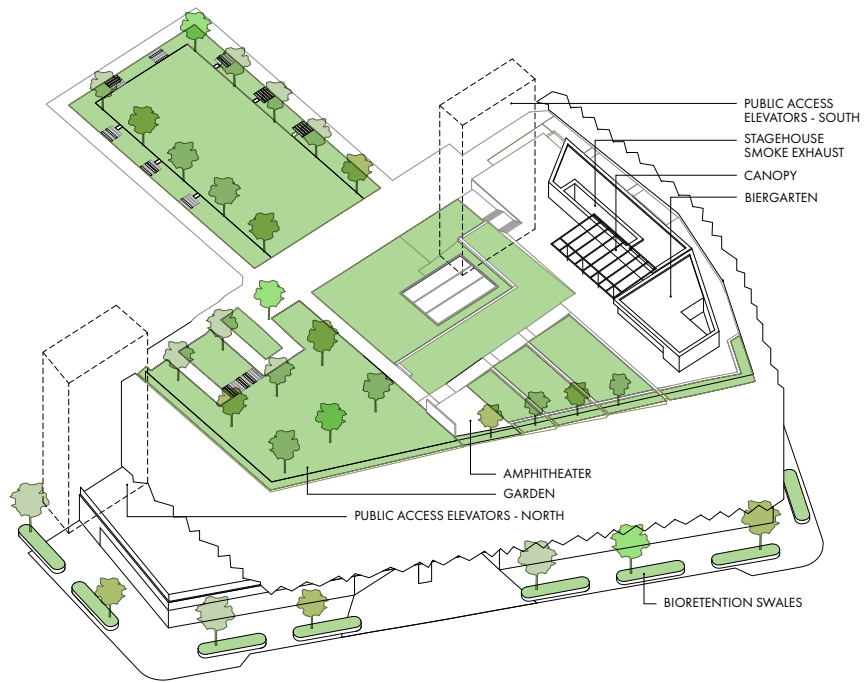 PUBLIC ACCESS
ELEVATORS - SOUTH
STAGEHOUSE
SMOKE EXHAUST
CANOPY
BIERGARTEN
AMPHITHEATER
GARDEN
PUBLIC ACCESS ELEVATORS - NORTH
BIORETENTION SWALES